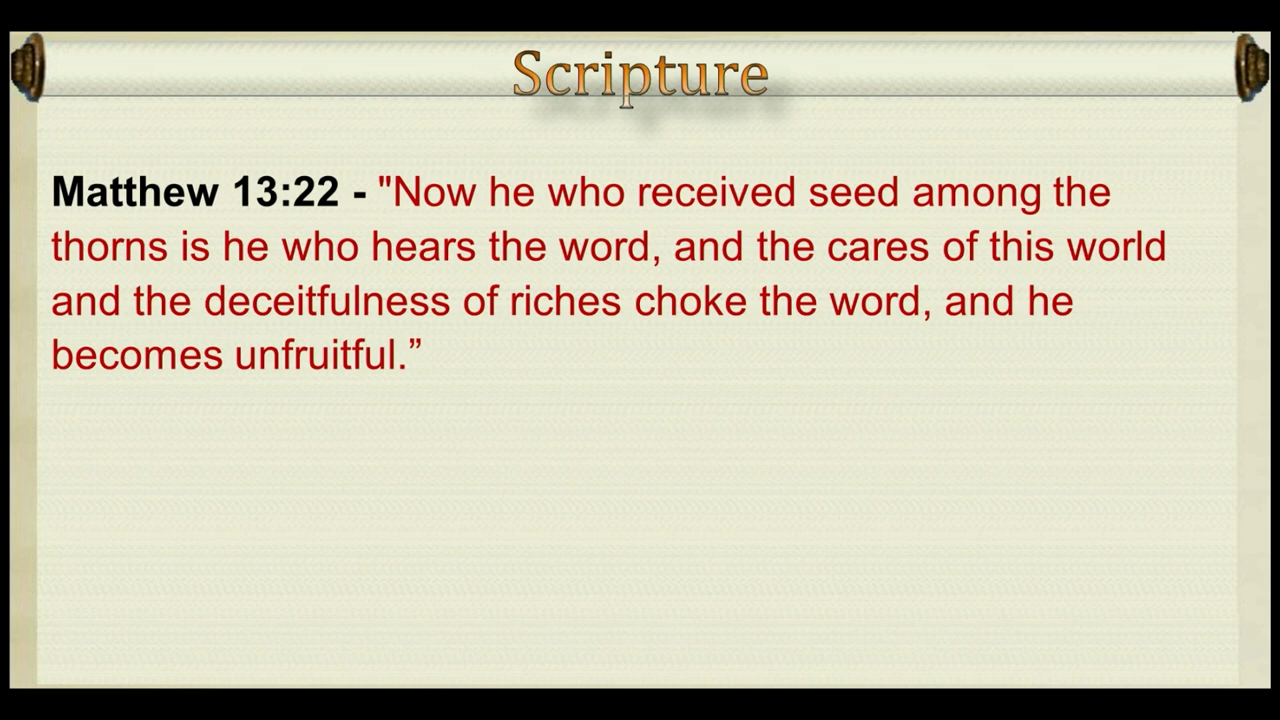 Scripture
Matthew 13:22 - "Now he who received seed among the
thorns is he who hears the word, and the cares of this world
and the deceitfulness of riches choke the word, and he
becomes unfruitful.”